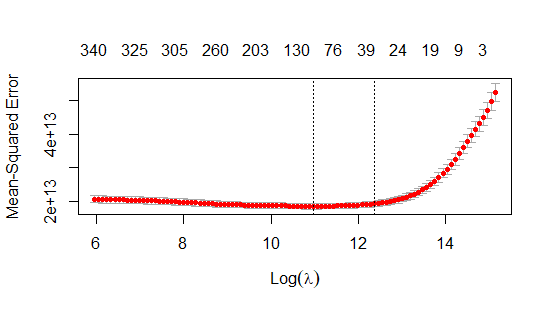 340 325 305 260 203 130 76 39 24 19 9 3
Mean-Squared Error
4e+13
2e+13
6 8 10 12 14
Log(λ)